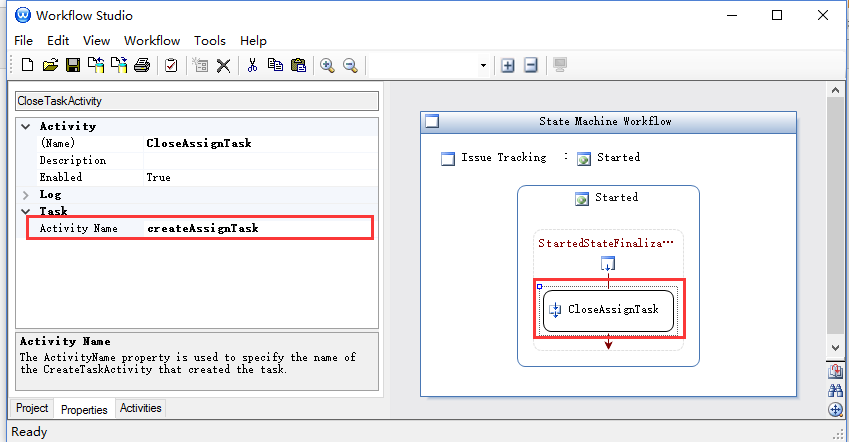 Workflow Studio
File Edit View Workflow Tools Help
CloseTaskActivity
Activity
(Name) CloseAssignTask
Description
Enabled True
Log
Task
Activity Name createAssignTask
Activity Name
The ActivityName property is used to specify the name of
the CreateTaskActivity that created the task.
Project Properties Activities
State Machine Workflow
Issue Tracking : Started
Started
StartedStateFinaliza···
CloseAssignTask
Ready